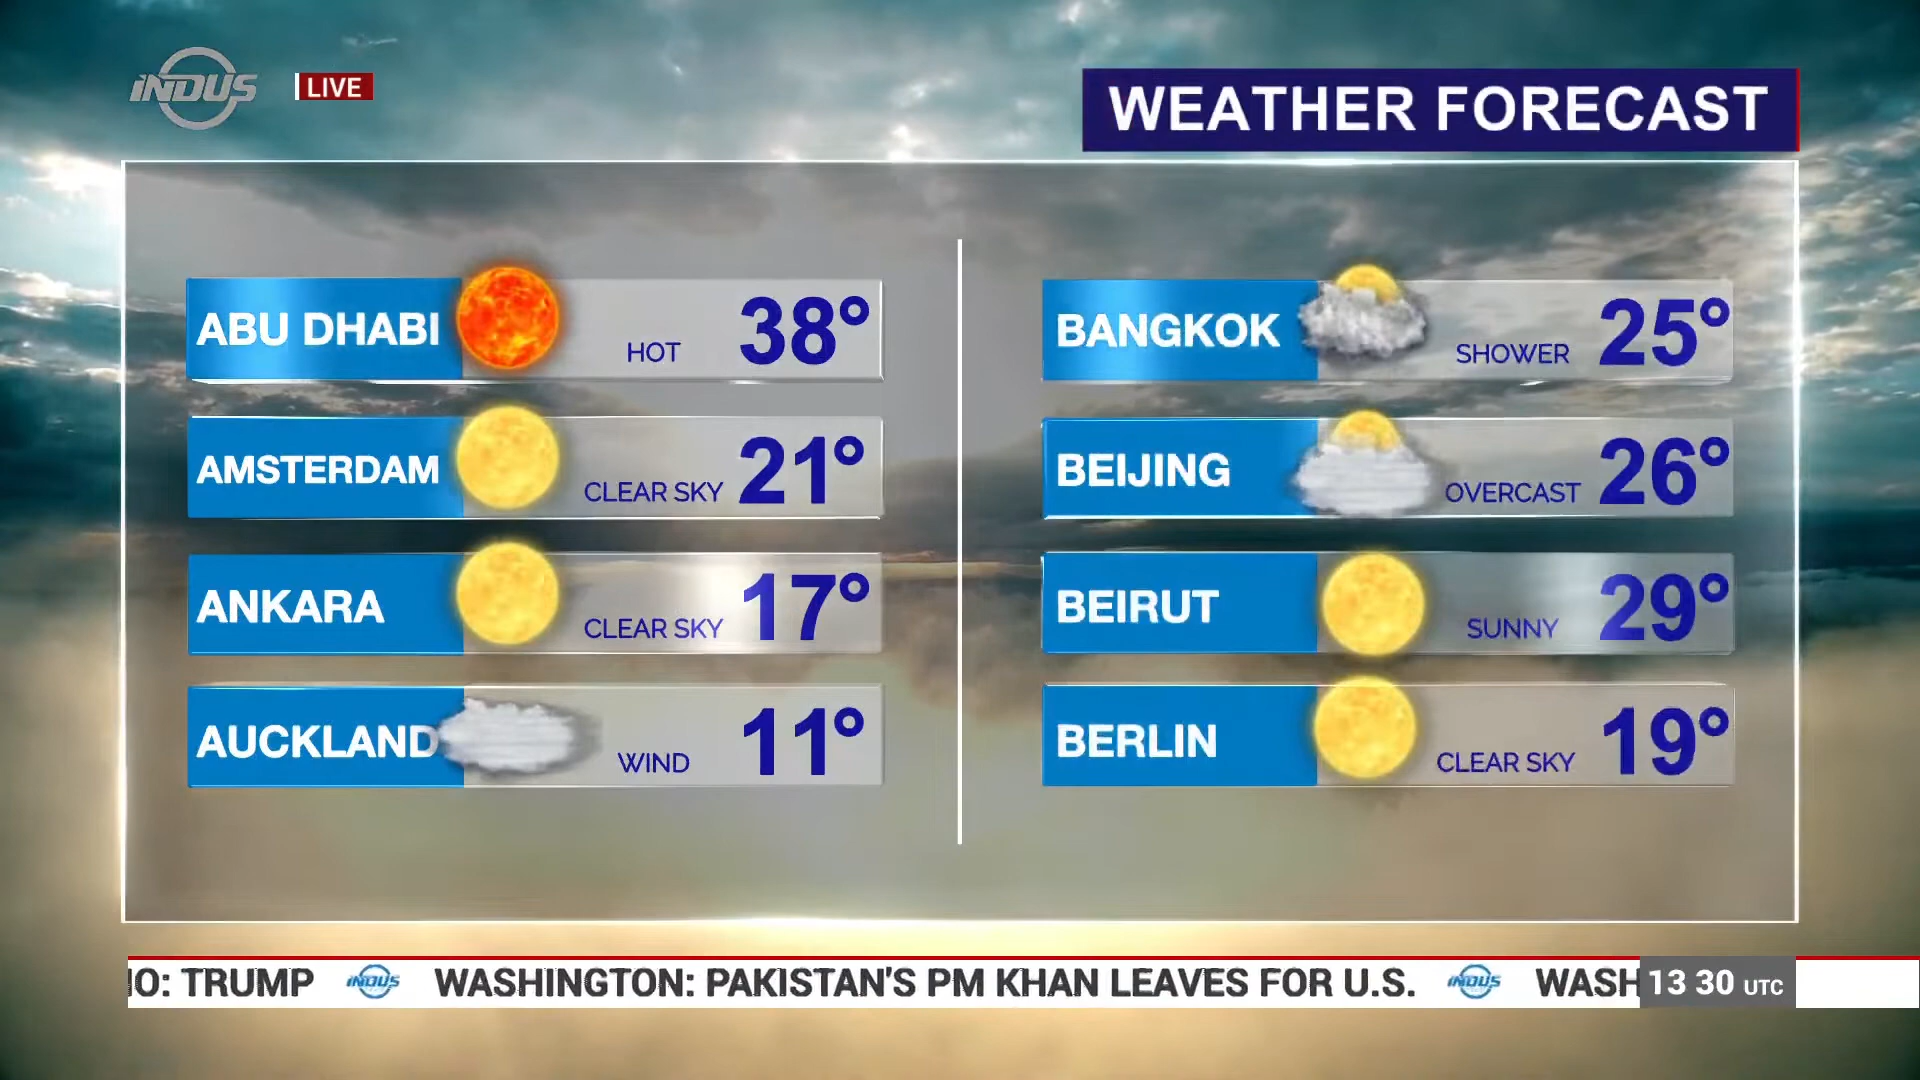 INDUS
LIVE
WEATHER FORECAST
ABU DHABI HOT 38°
AMSTERDAM CLEAR SKY 21°
ANKARA CLEAR SKY 17°
AUCKLAND WIND 11°
BANGKOK SHOWER 25°
BEIJING OVERCAST 26°
BEIRUT SUNNY 29°
BERLIN CLEAR SKY 19°
O: TRUMP INDUS WASHINGTON: PAKISTAN'S PM KHAN LEAVES FOR U.S. INDUS WASH 13 30 UTC